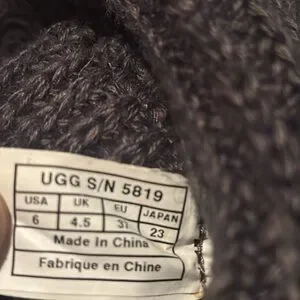 UGG S/N 5819
USA UK EU JAPAN
6 4.5 37 23
Made In China
Fabrique en Chine